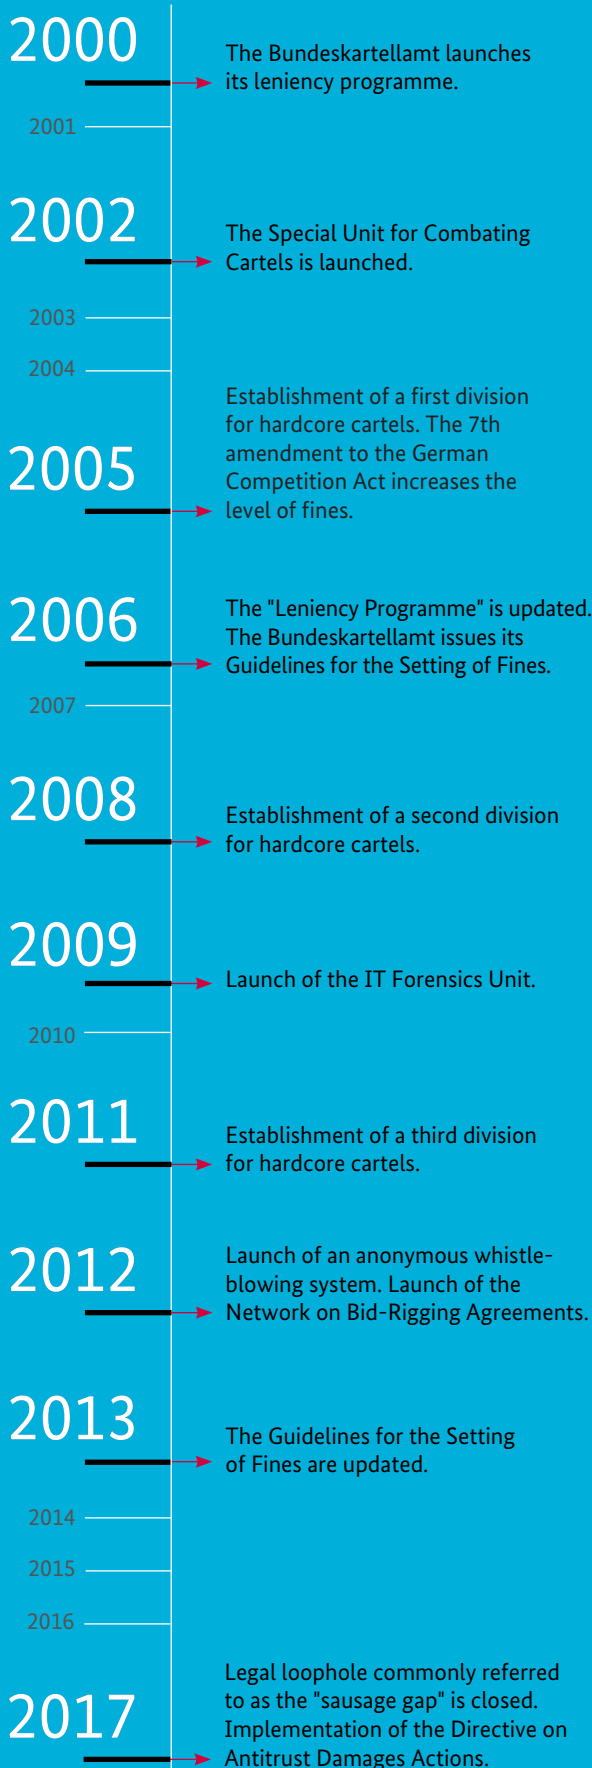 2000
The Bundeskartellamt launches
its leniency programme.
2001
2002
The Special Unit for Combating
Cartels is launched.
2003
2004
Establishment of a first division
for hardcore cartels. The 7th
amendment to the German
2005
Competition Act increases the
level of fines.
2006
The "Leniency Programme" is updated.
The Bundeskartellamt issues its
Guidelines for the Setting of Fines.
2007
2008
Establishment of a second division
for hardcore cartels.
2009
Launch of the IT Forensics Unit.
2010
2011
Establishment of a third division
for hardcore cartels.
2012
Launch of an anonymous whistle-
blowing system. Launch of the
Network on Bid-Rigging Agreements.
2013
The Guidelines for the Setting
of Fines are updated.
2014
2015
2016
Legal loophole commonly referred
to as the "sausage gap" is closed.
2017
Implementation of the Directive on
Antitrust Damages Actions.